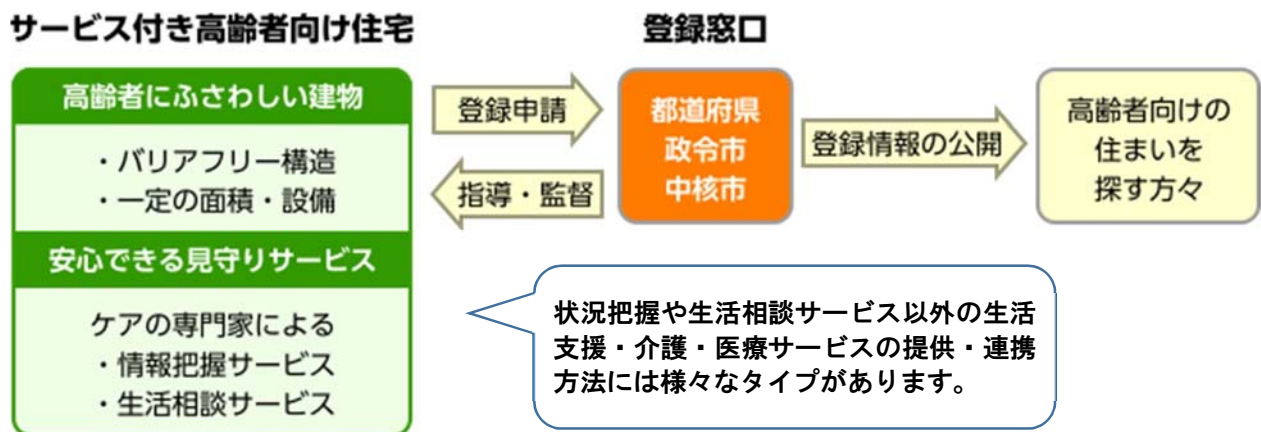 サービス付き高齢者向け住宅
高齢者にふさわしい建物
・バリアフリー構造
・一定の面積・設備
安心できる見守りサービス
ケアの専門家による
・情報把握サービス
・生活相談サービス
登録申請
指導・監督
登録窓口
都道府県
政令市
中核市
登録情報の公開
高齢者向けの
住まいを
探す方々
状況把握や生活相談サービス以外の生活
支援・介護・医療サービスの提供・連携
方法には様々なタイプがあります。